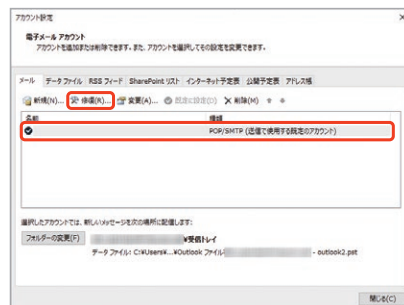 アカウント設定
電子メール アカウント
アカウントを追加または削除できます。また、アカウントを選択してその設定を変更できます。
メール データ ファイル RSS フィード SharePoint リスト インターネット予定表 公開予定表 アドレス帳
新規(N)... 修復(R)... 変更(A)... 既定に設定(D) 削除(M)
名前 種類
POP/SMTP (送信で使用する既定のアカウント)
選択したアカウントでは、新しいメッセージを次の場所に配信します:
フォルダーの変更(F) ¥受信トレイ
データ ファイル: C:¥Users¥...¥Outlook ファイル¥ - outlook2.pst
閉じる(C)